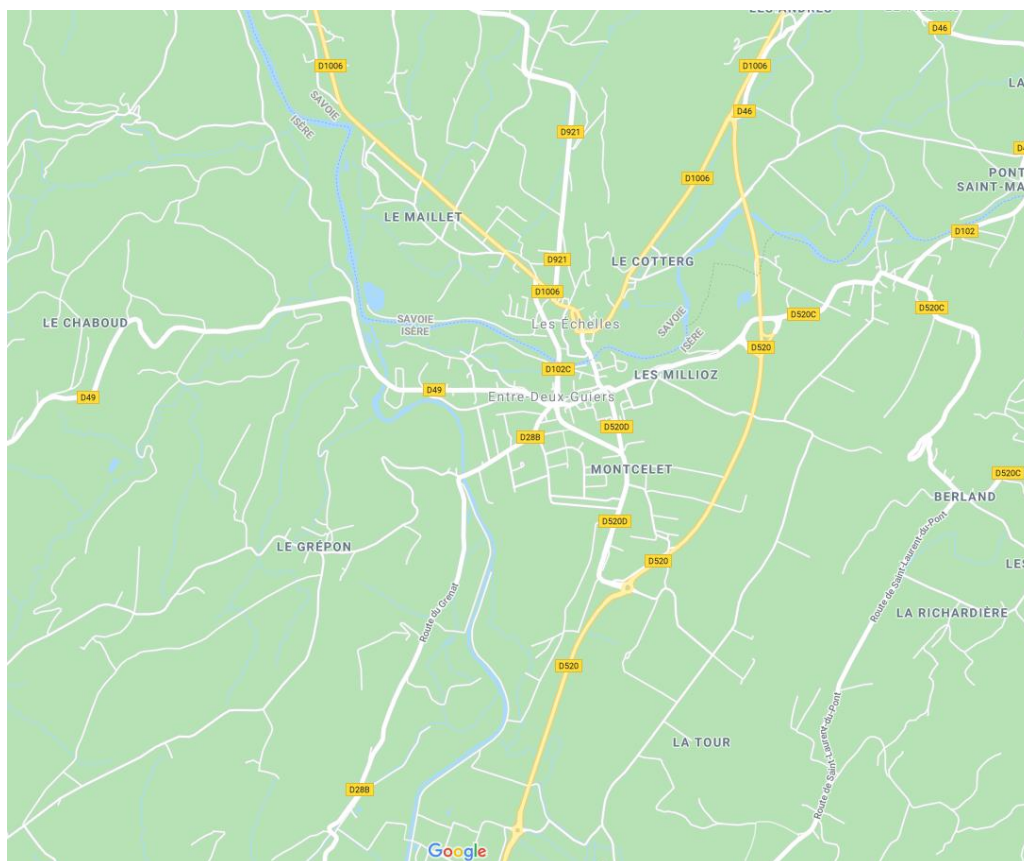 LES ANDRÉS
D46
D1006
D1006
SAVOIE
ISÈRE
D46
LA
D921
D4
PONT
SAINT-MA
D1006
LE MAILLET
D102
D921
LE COTTERG
D1006
D520C
D520C
LE CHABOUD
SAVOIE
ISÈRE
Les Échelles
SAVOIE
ISÈRE
D520
D102C
LES MILLIOZ
D49
D49
Entre-Deux-Guiers
D520D
D28B
MONTCELET
D520C
BERLAND
D520D
LE GRÉPON
D520
LES
Route de Saint-Laurent-du-Pont
Route du Grenat
LA RICHARDIÈRE
D520
LA TOUR
Route de Saint-Laurent-du-Pont
D28B
Google